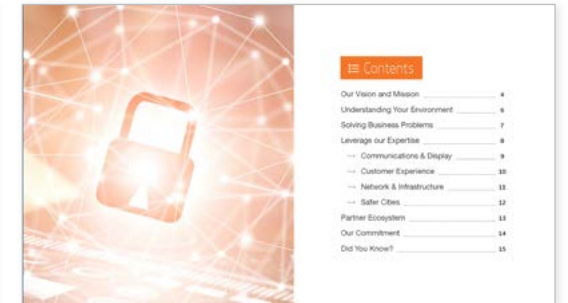 Contents
Our Vision and Mission 4
Understanding Your Environment 6
Solving Business Problems 7
Leverage our Expertise 8
→ Communications & Display 9
→ Customer Experience 10
→ Network & Infrastructure 11
→ Safer Cities 12
Partner Ecosystem 13
Our Commitment 14
Did You Know? 15